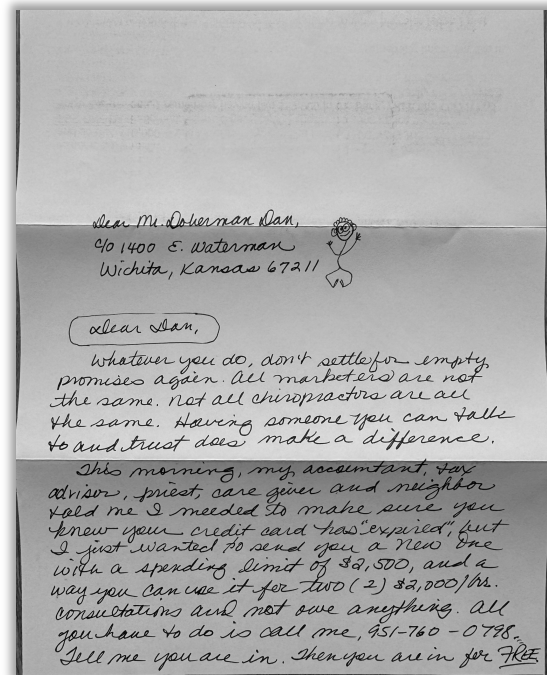 Dear Mr. Doberman Dan,
c/o 1400 E. Waterman
Wichita, Kansas 67211
Dear Dan,
Whatever you do, don't settle for empty
promises again. All marketers are not
the same. Not all chiropractors are all
the same. Having someone you can talk
to and trust does make a difference.
This morning, my accountant, tax
advisor, priest, care giver and neighbor
told me I needed to make sure you
knew your credit card has "expired", but
I just wanted to send you a new one
with a spending limit of $2,500, and a
way you can use it for two (2) $2,000/hr.
consultations and not owe anything. All
you have to do is call me, 951-760-0798...
Tell me you are in. Then you are in for FREE